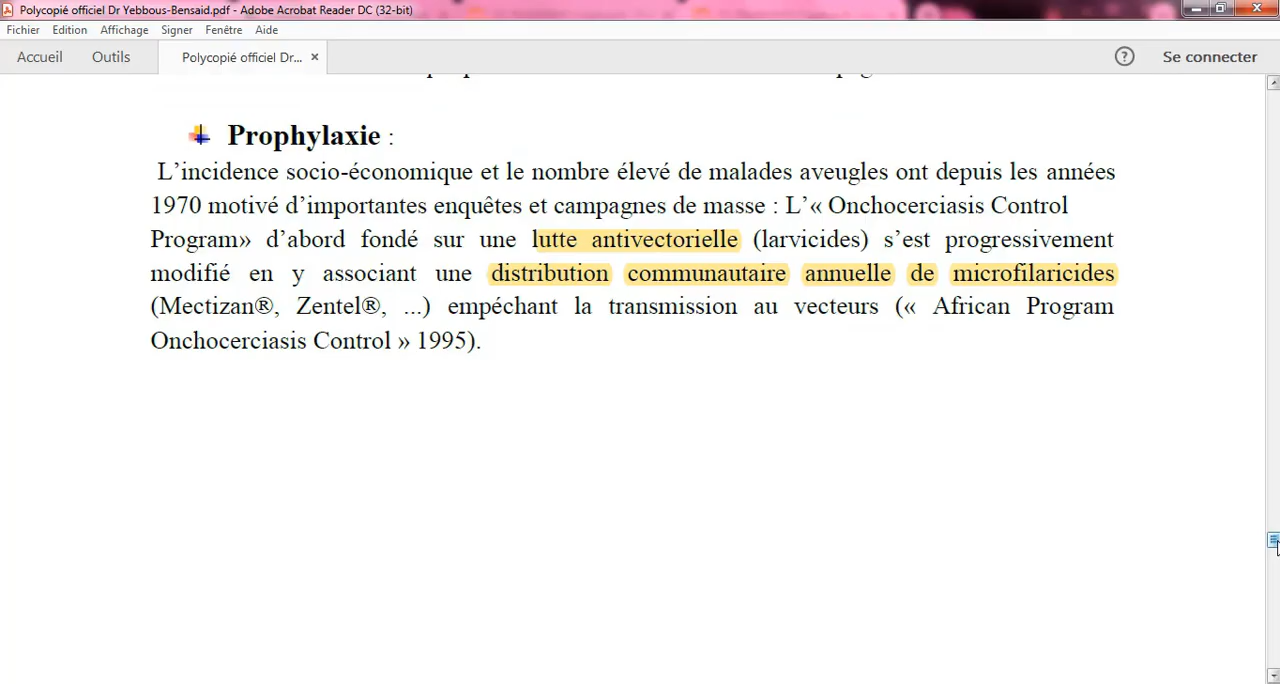 Polycopié officiel Dr Yebbous-Bensaid.pdf - Adobe Acrobat Reader DC (32-bit)
Fichier Edition Affichage Signer Fenêtre Aide
Accueil Outils Polycopié officiel Dr... × ? Se connecter
Prophylaxie :
L’incidence socio-économique et le nombre élevé de malades aveugles ont depuis les années
1970 motivé d’importantes enquêtes et campagnes de masse : L’« Onchocerciasis Control
Program» d’abord fondé sur une lutte antivectorielle (larvicides) s’est progressivement
modifié en y associant une distribution communautaire annuelle de microfilaricides
(Mectizan®, Zentel®, ...) empéchant la transmission au vecteurs (« African Program
Onchocerciasis Control » 1995).